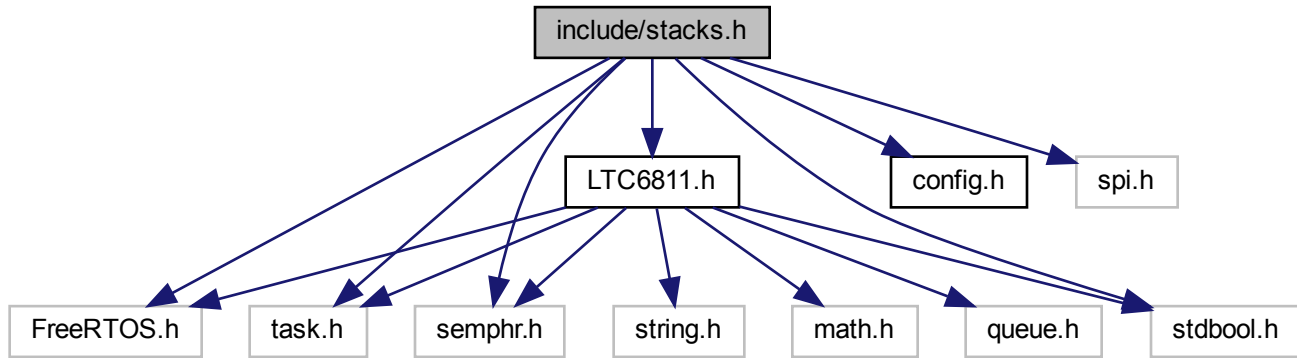 include/stacks.h
LTC6811.h
config.h
spi.h
FreeRTOS.h
task.h
semphr.h
string.h
math.h
queue.h
stdbool.h